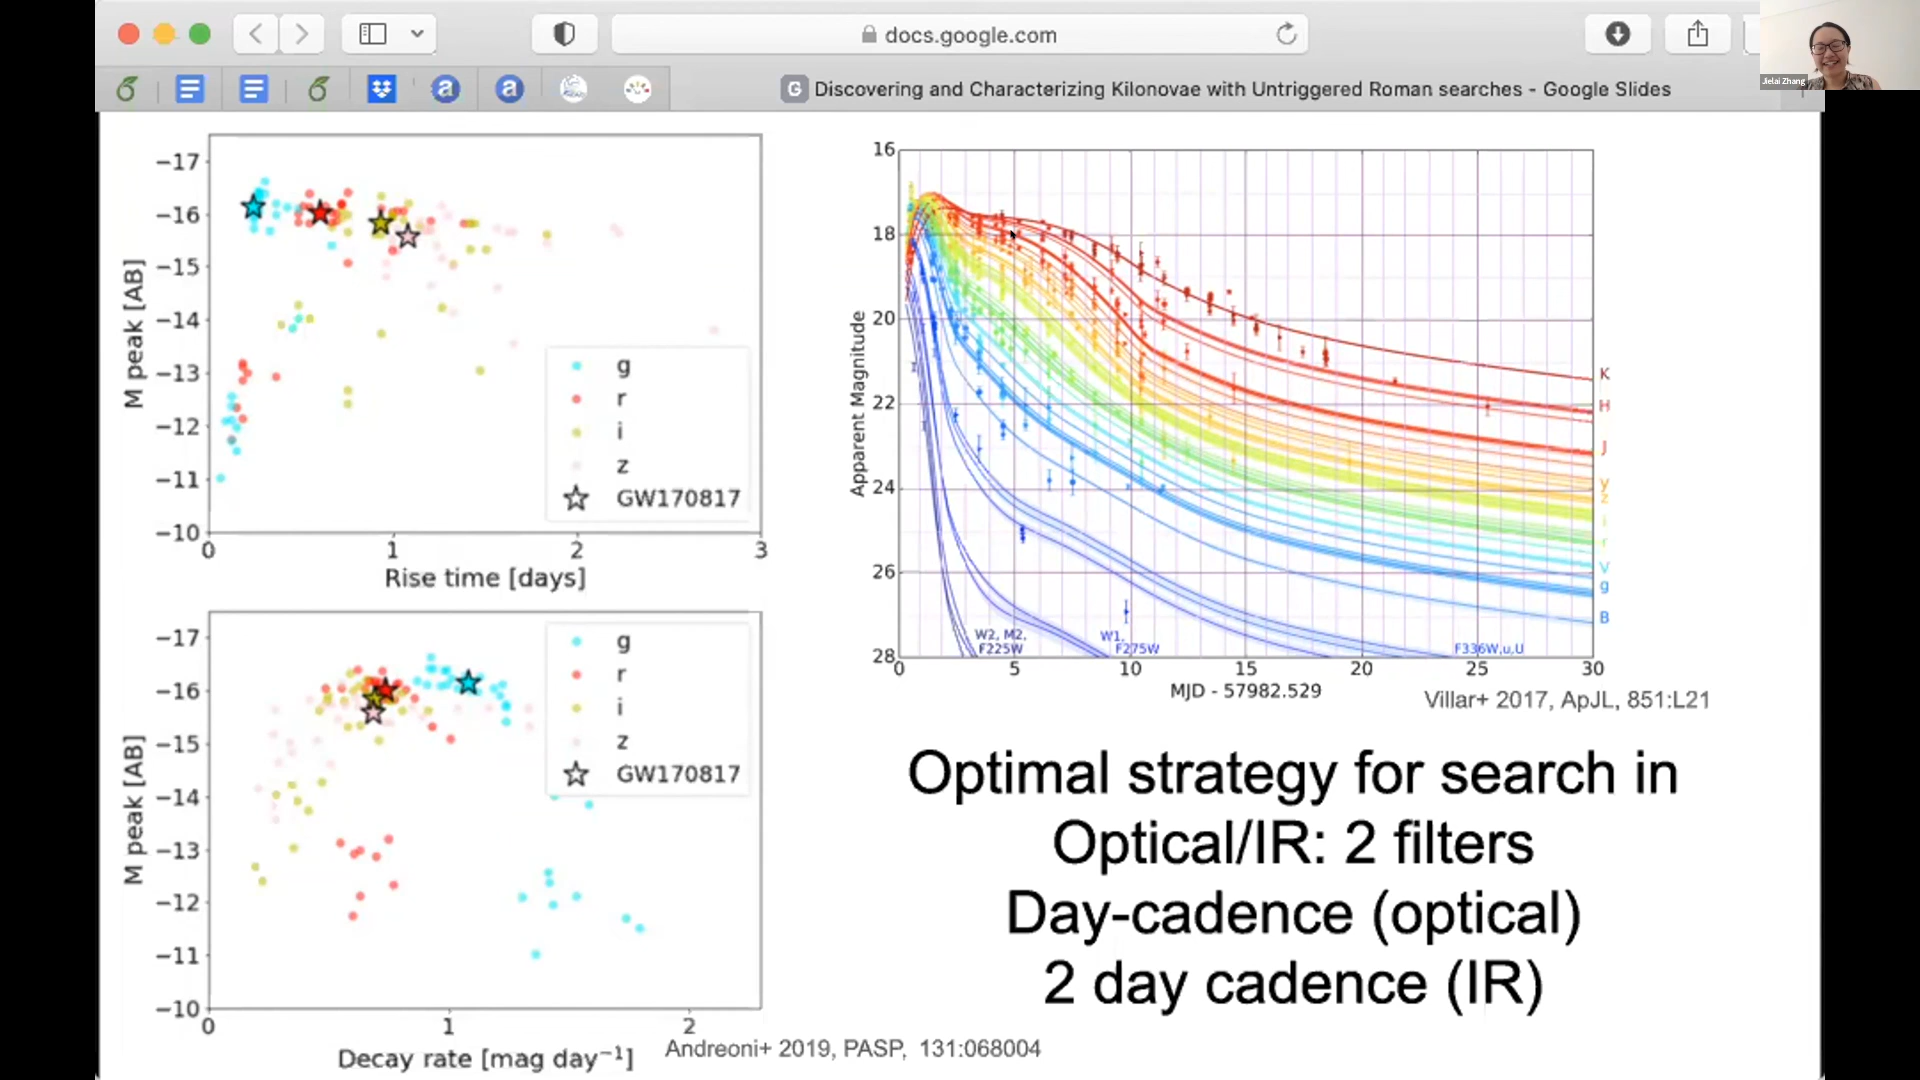 docs.google.com
Discovering and Characterizing Kilonovae with Untriggered Roman searches - Google Slides
Jielai Zhang
M peak [AB]
−17
−16
−15
−14
−13
−12
−11
−10
0 1 2 3
Rise time [days]
g
r
i
z
GW170817
M peak [AB]
−17
−16
−15
−14
−13
−12
−11
−10
0 1 2
Decay rate [mag day⁻¹]
g
r
i
z
GW170817
Andreoni+ 2019, PASP, 131:068004
Apparent Magnitude
16
18
20
22
24
26
28
0 5 10 15 20 25 30
MJD - 57982.529
K
H
J
y
z
i
r
V
g
B
W2, M2,
F225W
W1,
F275W
F336W,u,U
Villar+ 2017, ApJL, 851:L21
Optimal strategy for search in
Optical/IR: 2 filters
Day-cadence (optical)
2 day cadence (IR)